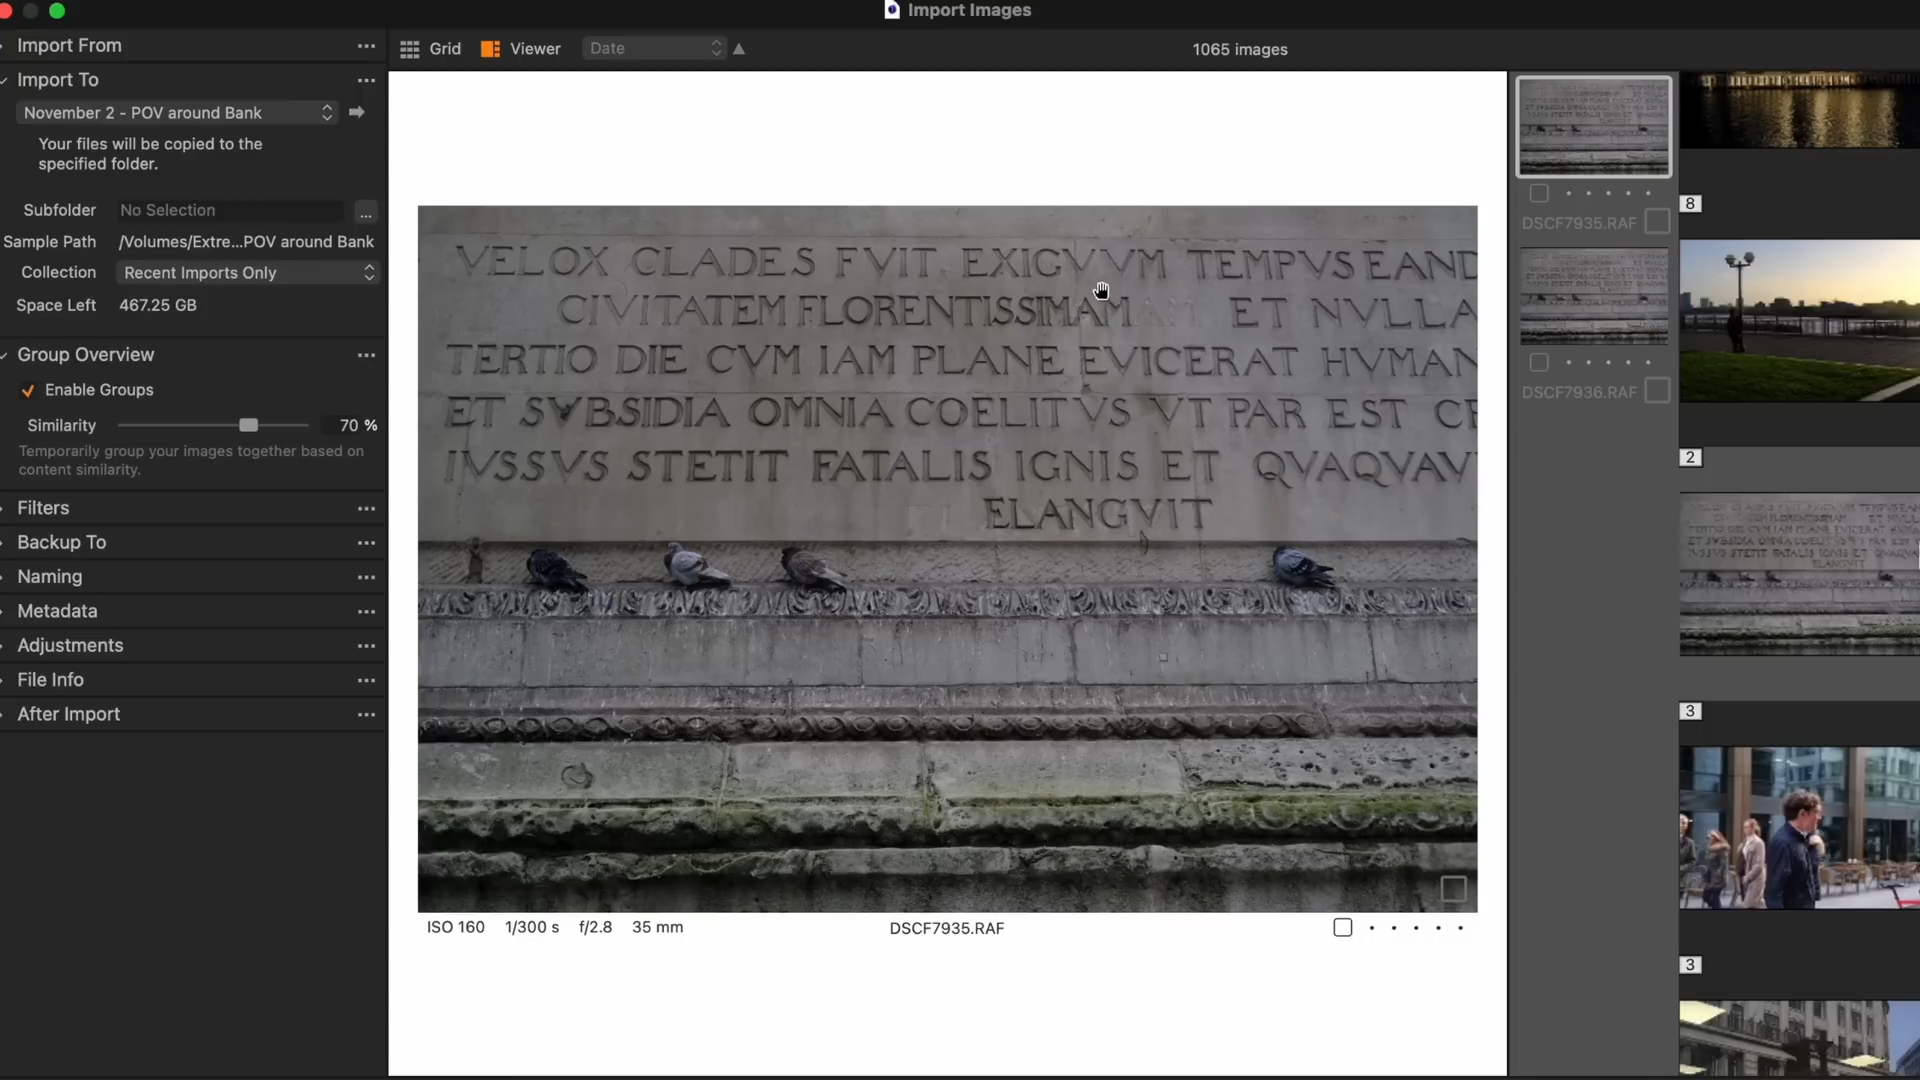 Import Images
Import From
Import To
November 2 - POV around Bank
Your files will be copied to the
specified folder.
Subfolder No Selection ...
Sample Path /Volumes/Extre...POV around Bank
Collection Recent Imports Only
Space Left 467.25 GB
Group Overview
Enable Groups
Similarity 70 %
Temporarily group your images together based on
content similarity.
Filters
Backup To
Naming
Metadata
Adjustments
File Info
After Import
Grid Viewer Date 1065 images
VELOX CLADES FVIT EXIGVVM TEMPVS EAND
CIVITATEM FLORENTISSIMAM ET NVLLA
TERTIO DIE CVM IAM PLANE EVICERAT HVMAN
ET SVBSIDIA OMNIA COELITVS VT PAR EST C
IVSSVS STETIT FATALIS IGNIS ET QVAQVAV
ELANGVIT
ISO 160 1/300 s f/2.8 35 mm DSCF7935.RAF
DSCF7935.RAF
DSCF7936.RAF
8
2
3
3